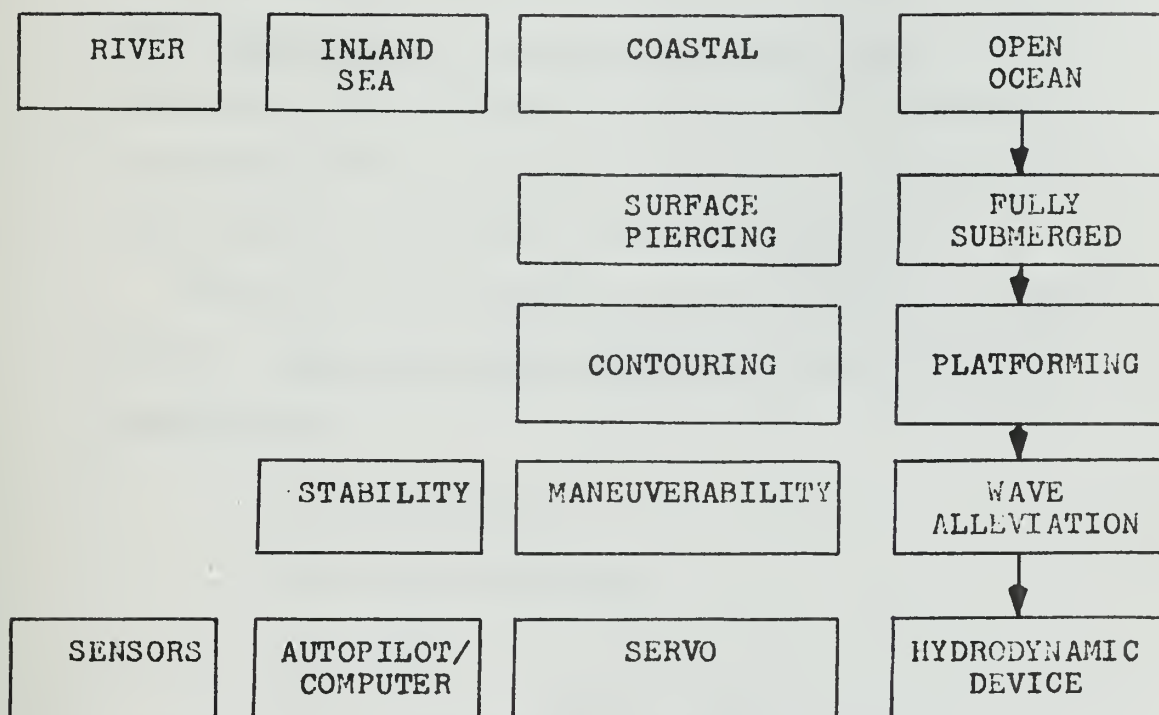 RIVER
INLAND
SEA
COASTAL
OPEN
OCEAN
SURFACE
PIERCING
FULLY
SUBMERGED
CONTOURING
PLATFORMING
STABILITY
MANEUVERABILITY
WAVE
ALLEVIATION
SENSORS
AUTOPILOT/
COMPUTER
SERVO
HYDRODYNAMIC
DEVICE